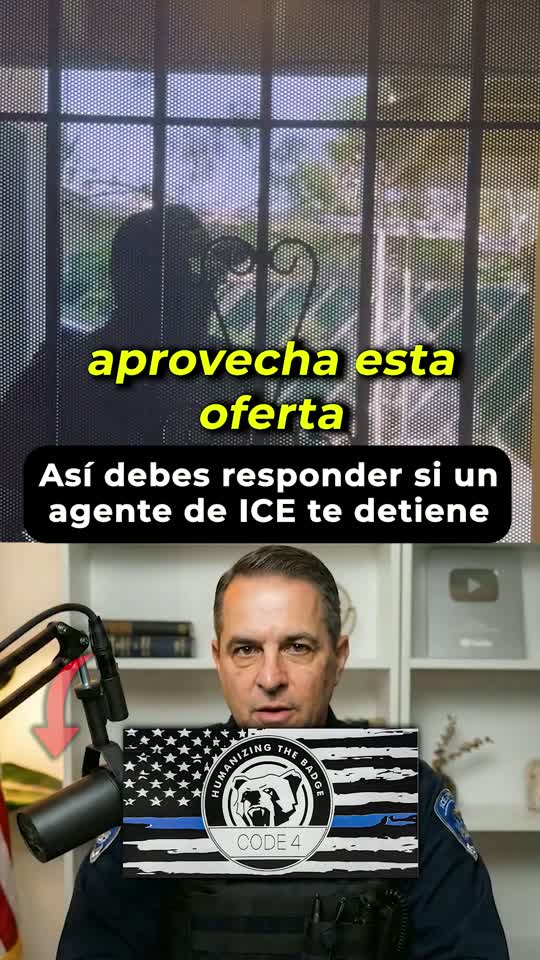 aprovecha esta
oferta
Así debes responder si un
agente de ICE te detiene
HUMANIZING THE BADGE
CODE 4